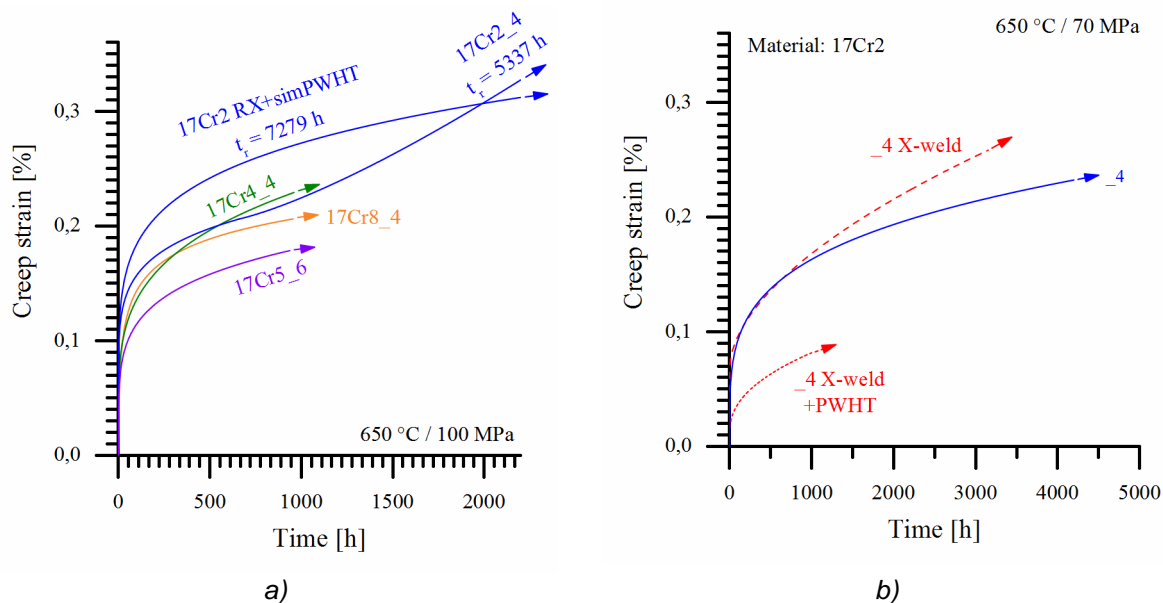 17Cr2_4
t_r = 5337 h
17Cr2 RX+simPWHT
t_r = 7279 h
17Cr4_4
17Cr8_4
17Cr5_6
650 °C / 100 MPa
Creep strain [%]
0,3
0,2
0,1
0,0
0 500 1000 1500 2000
Time [h]
a)
650 °C / 70 MPa
Material: 17Cr2
_4 X-weld
_4
_4 X-weld
+PWHT
Creep strain [%]
0,3
0,2
0,1
0,0
0 1000 2000 3000 4000 5000
Time [h]
b)